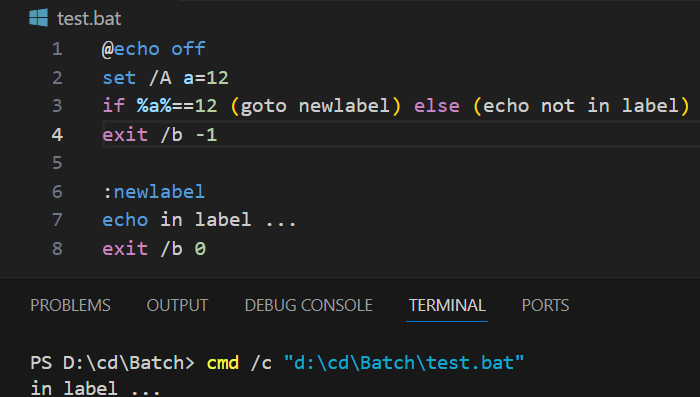 test.bat
1 @echo off
2 set /A a=12
3 if %a%==12 (goto newlabel) else (echo not in label)
4 exit /b -1
5
6 :newlabel
7 echo in label ...
8 exit /b 0
PROBLEMS OUTPUT DEBUG CONSOLE TERMINAL PORTS
PS D:\cd\Batch> cmd /c "d:\cd\Batch\test.bat"
in label ...